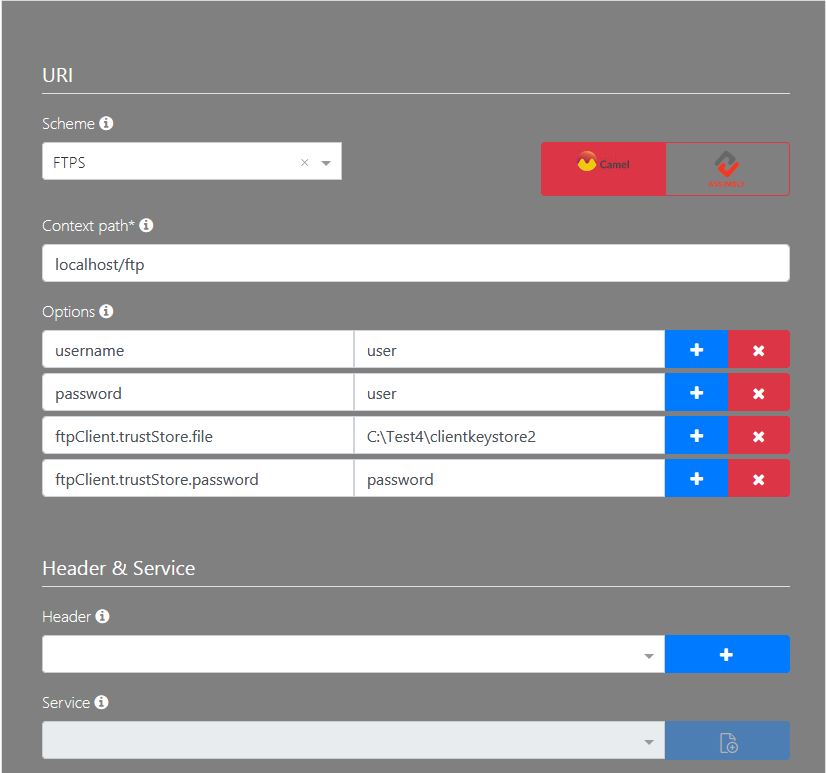 URI
Scheme
FTPS
Camel
ASSIMBLY
Context path*
localhost/ftp
Options
username user
password user
ftpClient.trustStore.file C:\Test4\clientkeystore2
ftpClient.trustStore.password password
Header & Service
Header
Service